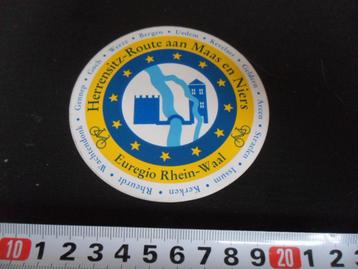 Herrensitz-Route aan Maas en Niers
Euregio Rhein-Waal
Gennep · Goch · Weeze · Bergen · Uedem · Kevelaer · Geldern · Arcen · Straelen · Issum · Kerken · Rheurdt · Wachtendonk
10 1 2 3 4 5 6 7 8 9 20 1 2